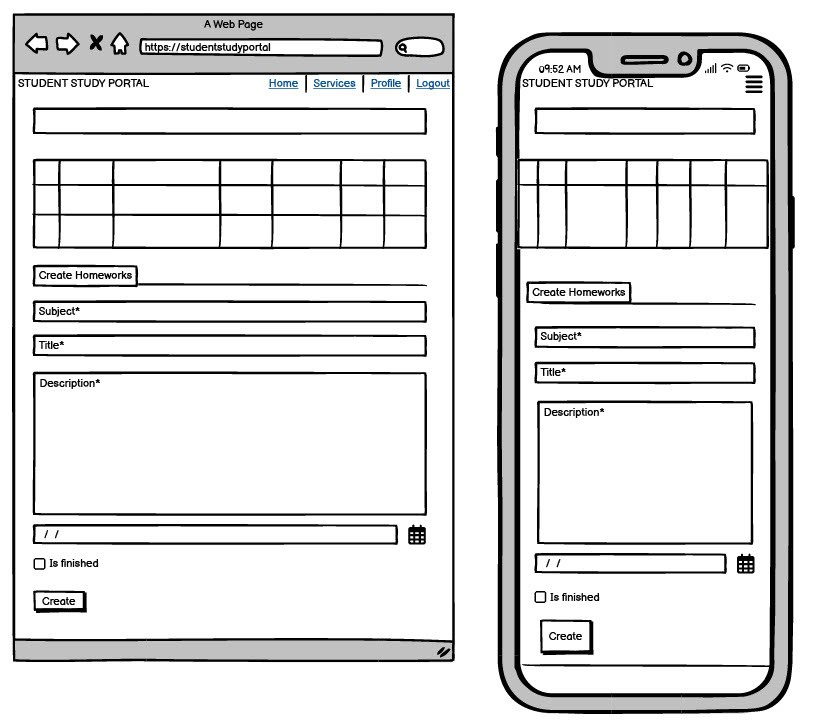 A Web Page
https://studentstudyportal
STUDENT STUDY PORTAL Home Services Profile Logout
Create Homeworks
Subject*
Title*
Description*
/ /
Is finished
Create
09:52 AM
STUDENT STUDY PORTAL
Create Homeworks
Subject*
Title*
Description*
/ /
Is finished
Create